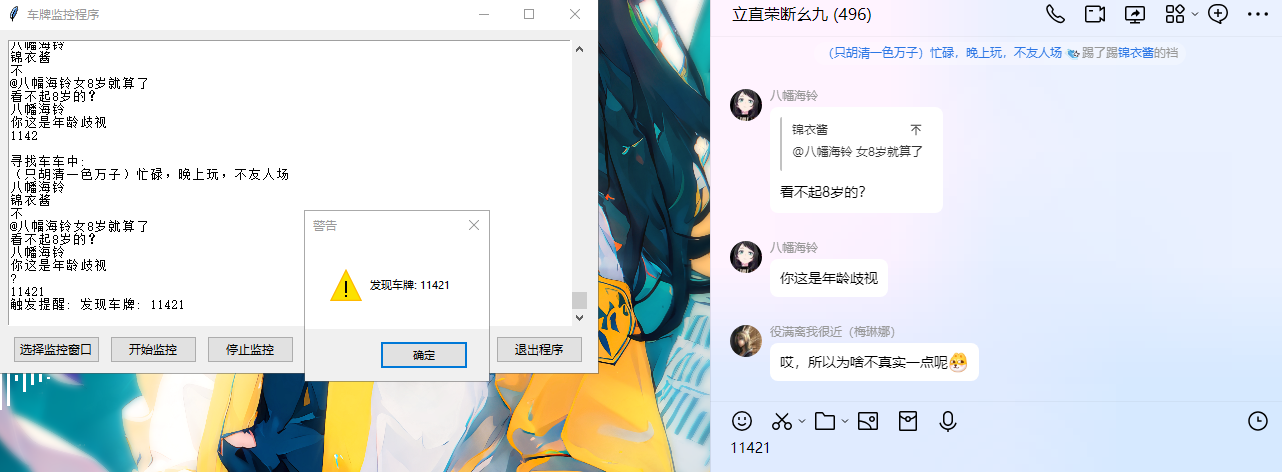 车牌监控程序
八幡海铃
锦衣酱
不
@八幡海铃女8岁就算了
看不起8岁的?
八幡海铃
你这是年龄歧视
1142
寻找车车中:
（只胡清一色万子）忙碌，晚上玩，不友人场
八幡海铃
锦衣酱
不
@八幡海铃女8岁就算了
看不起8岁的?
八幡海铃
你这是年龄歧视
?
11421
触发提醒: 发现车牌: 11421
警告
发现车牌: 11421
确定
选择监控窗口
开始监控
停止监控
退出程序
立直荣断幺九 (496)
（只胡清一色万子）忙碌，晚上玩，不友人场 踢了踢锦衣酱的裆
八幡海铃
锦衣酱
@八幡海铃 女8岁就算了
看不起8岁的?
八幡海铃
你这是年龄歧视
役满离我很近（梅琳娜）
哎，所以为啥不真实一点呢
11421